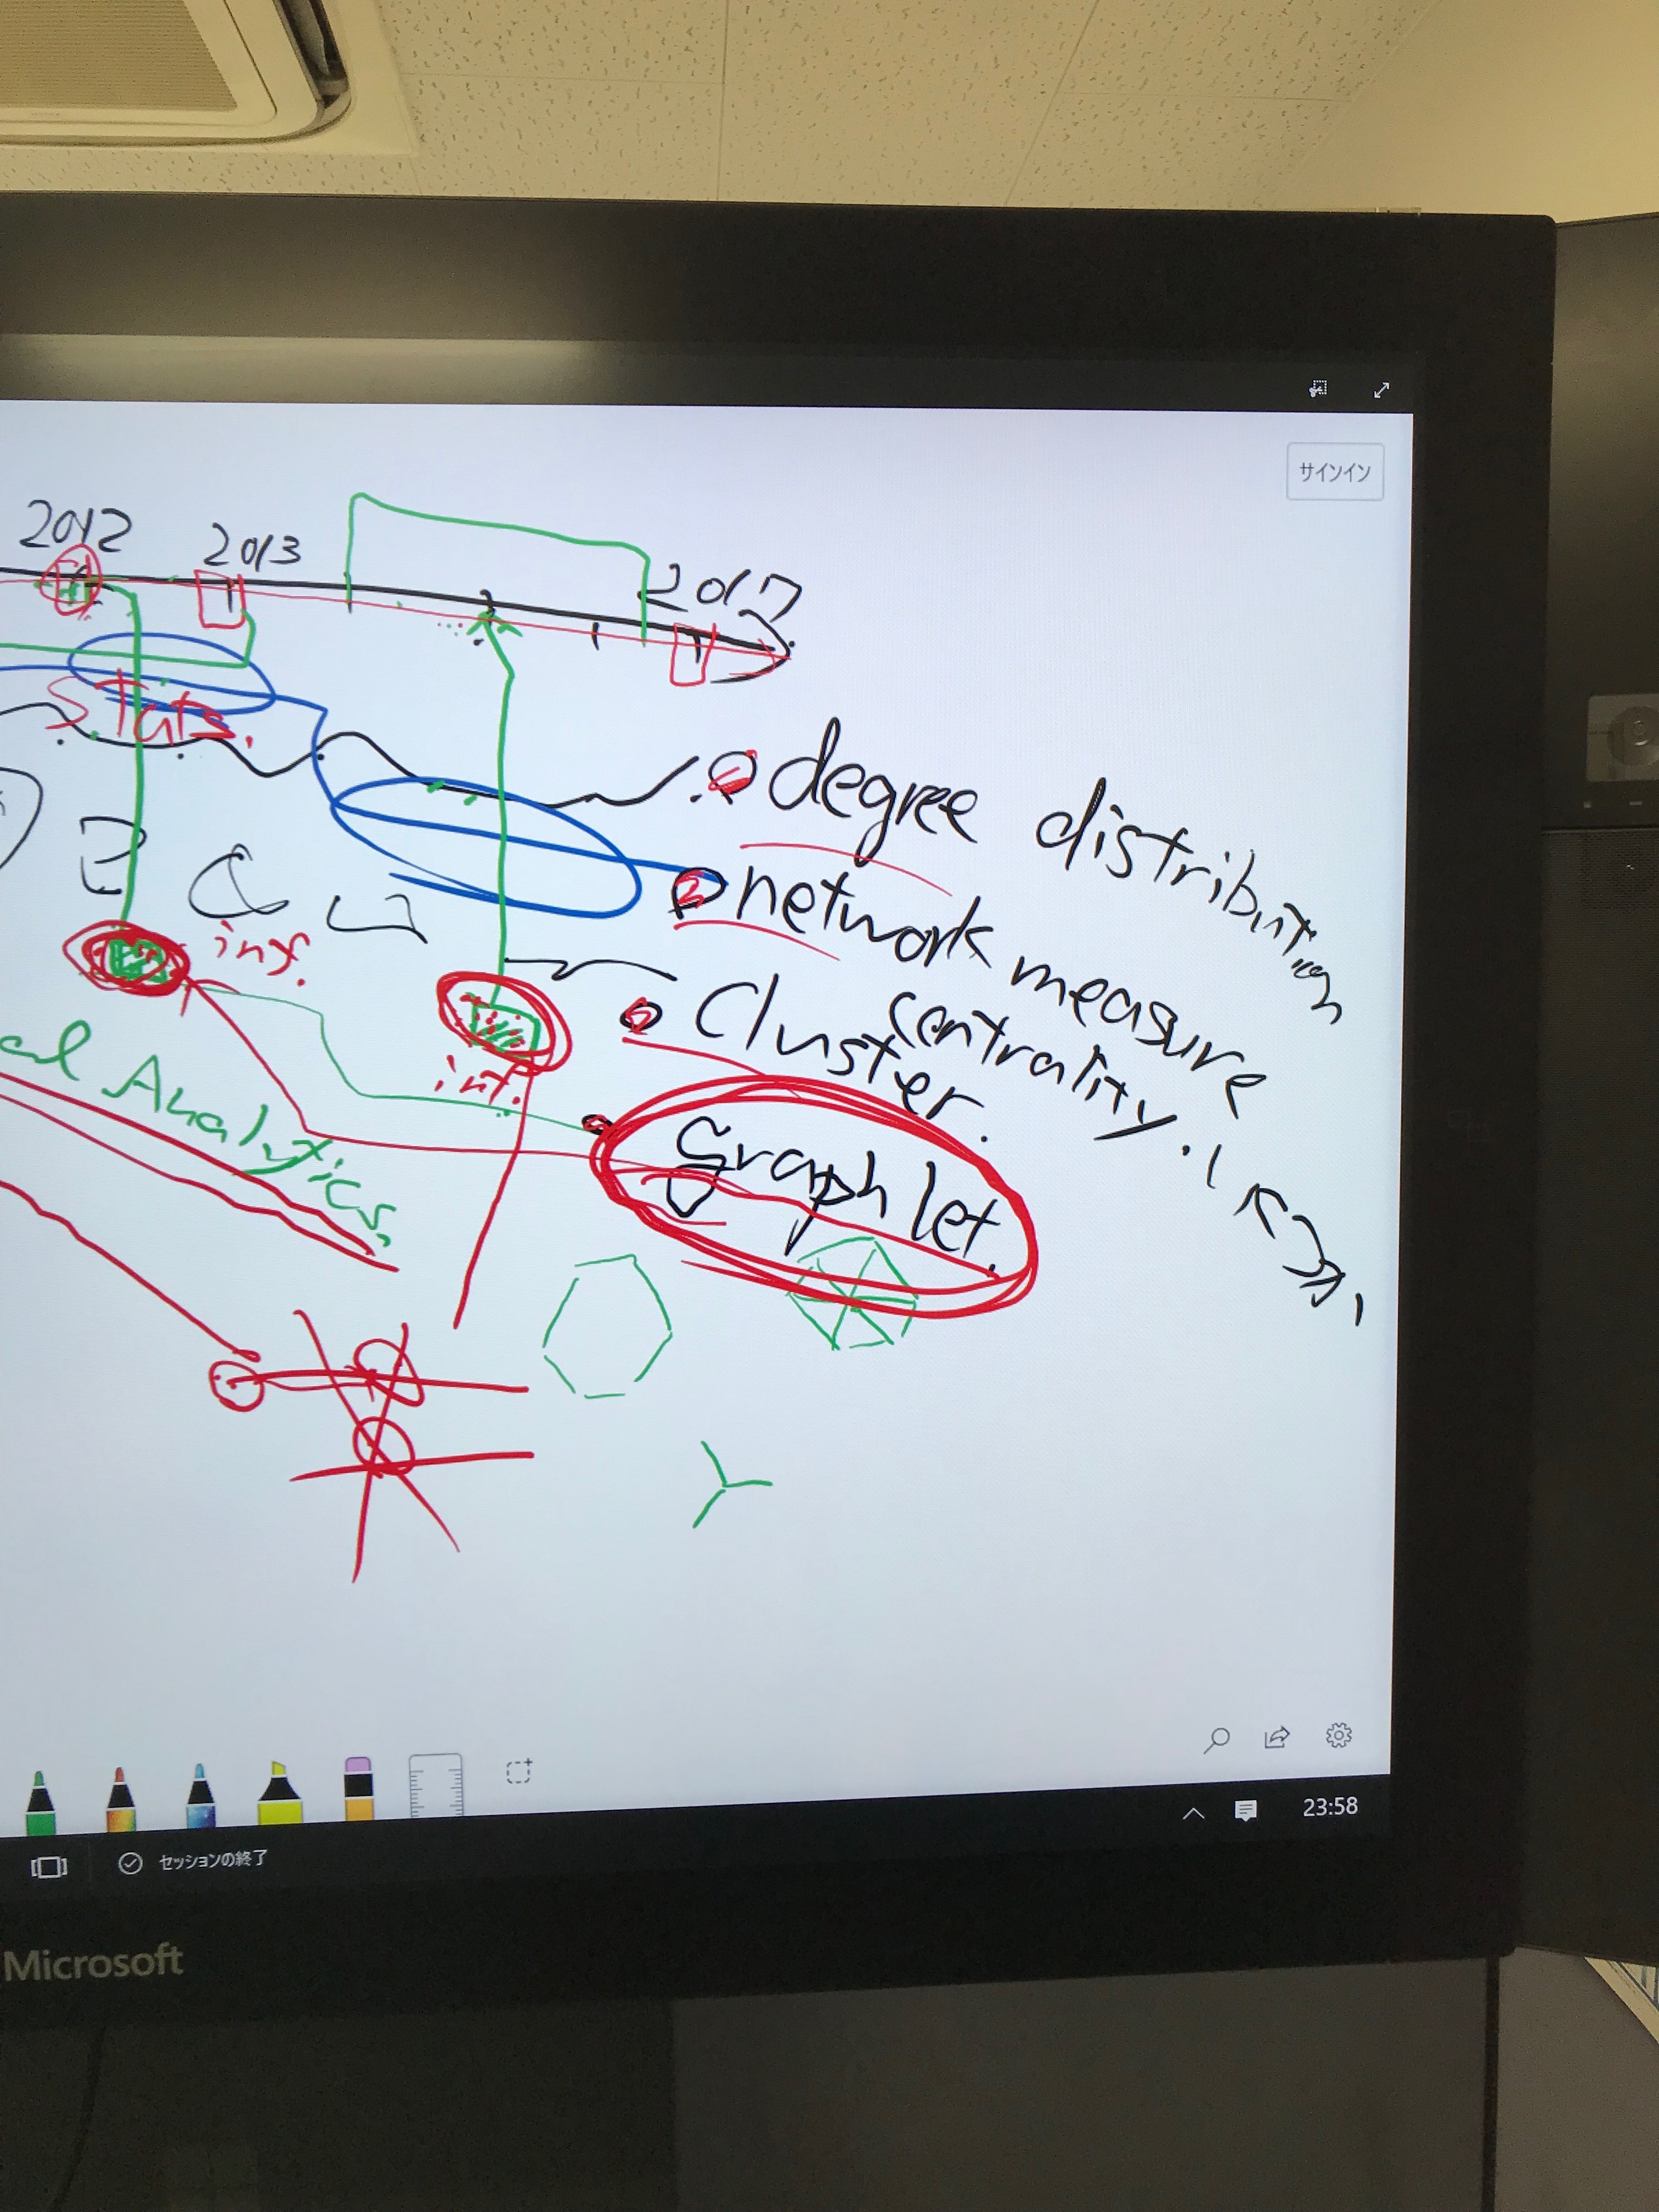 サインイン
2012
2013
2017
Stats.
degree distribution
network measure
centrality.
inf.
Cluster.
inf.
al Analytics
Graphlet.
23:58
セッションの終了
Microsoft